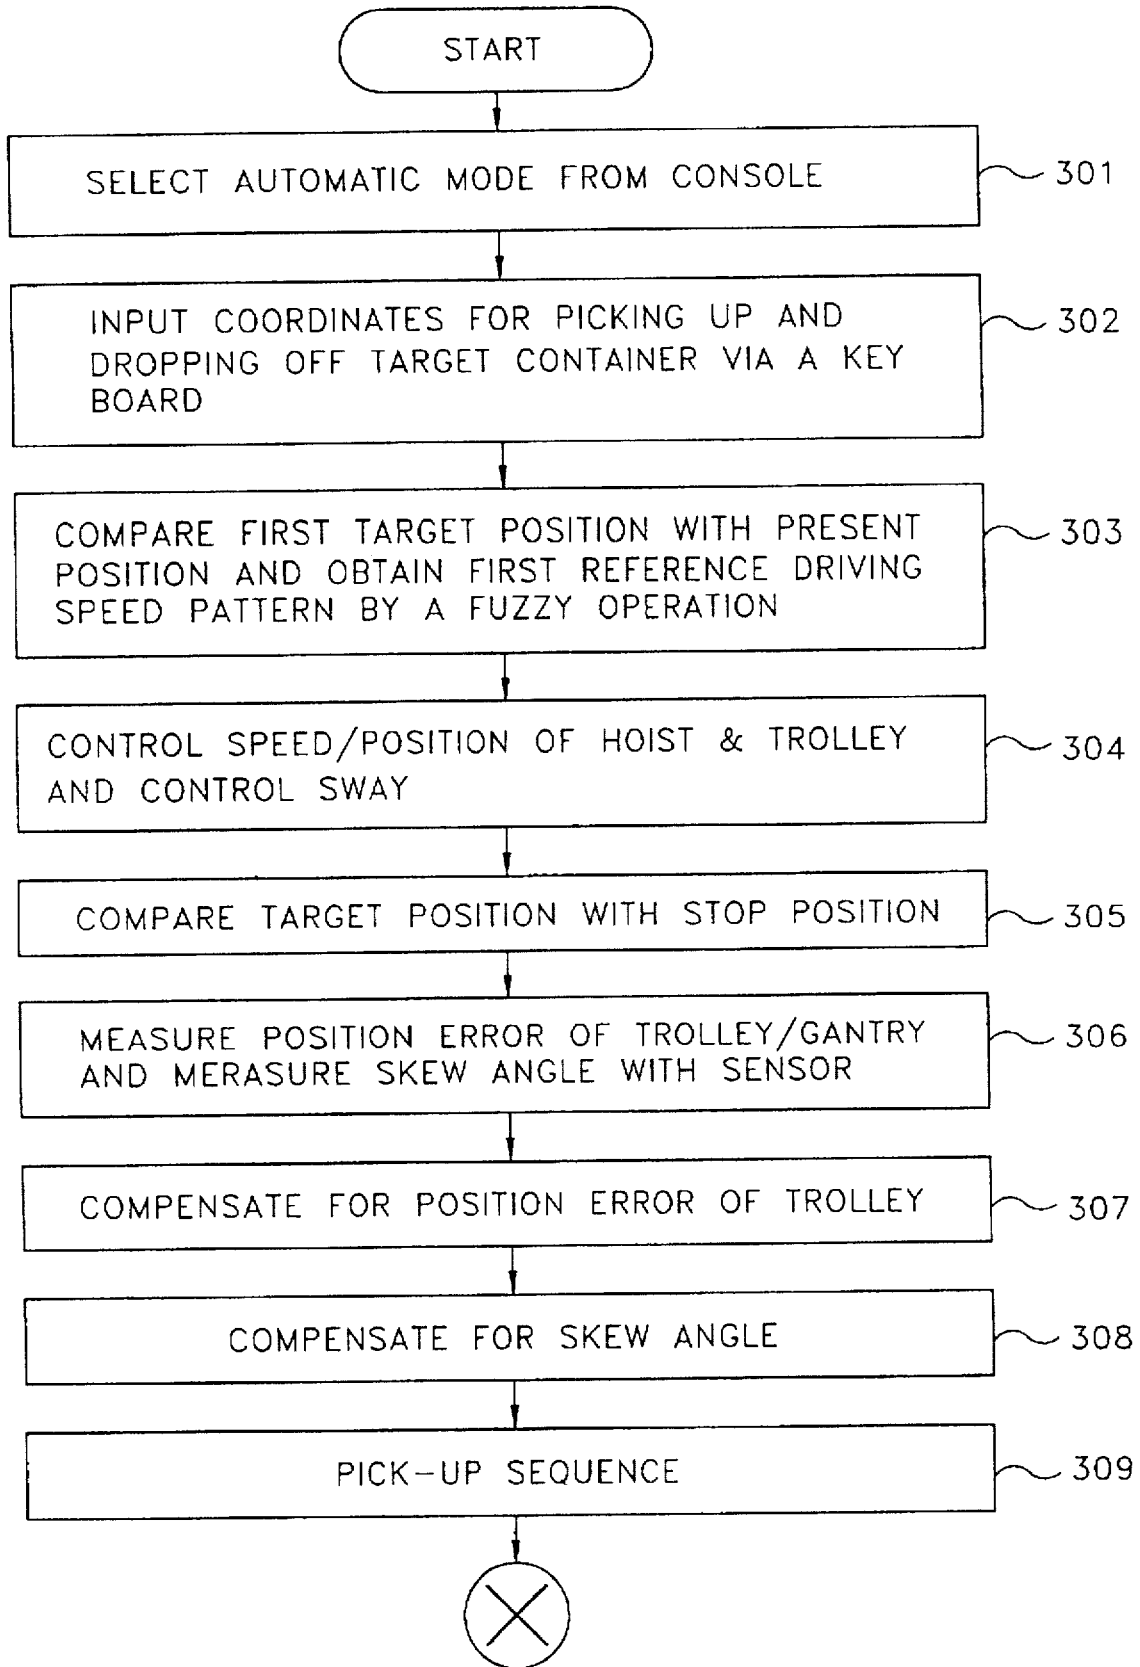 START
SELECT AUTOMATIC MODE FROM CONSOLE
301
INPUT COORDINATES FOR PICKING UP AND
DROPPING OFF TARGET CONTAINER VIA A KEY
BOARD
302
COMPARE FIRST TARGET POSITION WITH PRESENT
POSITION AND OBTAIN FIRST REFERENCE DRIVING
SPEED PATTERN BY A FUZZY OPERATION
303
CONTROL SPEED/POSITION OF HOIST & TROLLEY
AND CONTROL SWAY
304
COMPARE TARGET POSITION WITH STOP POSITION
305
MEASURE POSITION ERROR OF TROLLEY/GANTRY
AND MERASURE SKEW ANGLE WITH SENSOR
306
COMPENSATE FOR POSITION ERROR OF TROLLEY
307
COMPENSATE FOR SKEW ANGLE
308
PICK-UP SEQUENCE
309